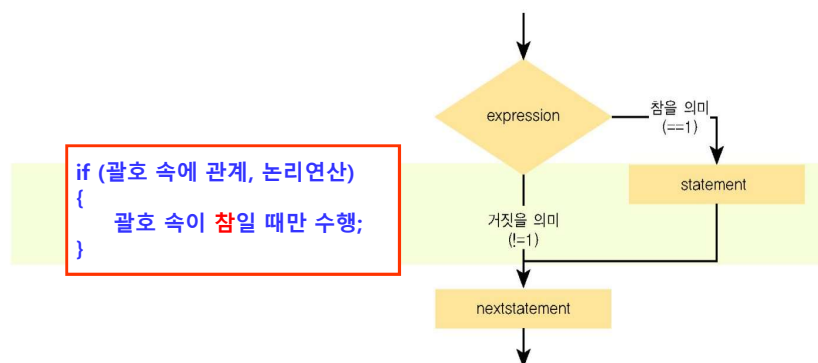 expression
참을 의미
(==1)
if (괄호 속에 관계, 논리연산)
{
괄호 속이 참일 때만 수행;
}
statement
거짓을 의미
(!=1)
nextstatement